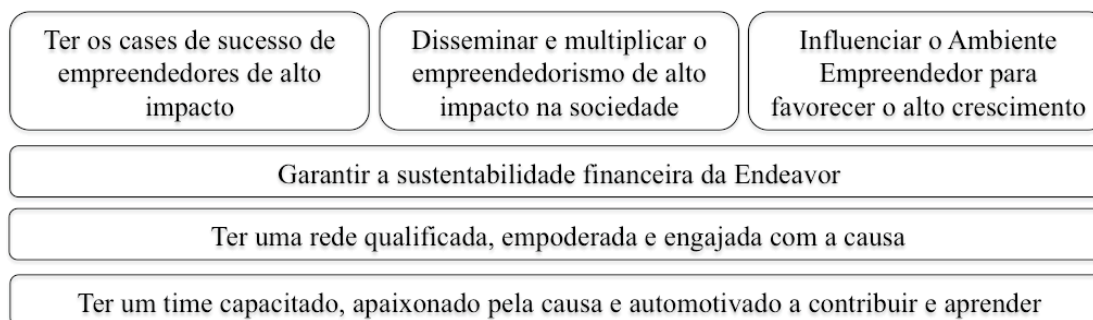 Ter os cases de sucesso de
empreendedores de alto
impacto
Disseminar e multiplicar o
empreendedorismo de alto
impacto na sociedade
Influenciar o Ambiente
Empreendedor para
favorecer o alto crescimento
Garantir a sustentabilidade financeira da Endeavor
Ter uma rede qualificada, empoderada e engajada com a causa
Ter um time capacitado, apaixonado pela causa e automotivado a contribuir e aprender